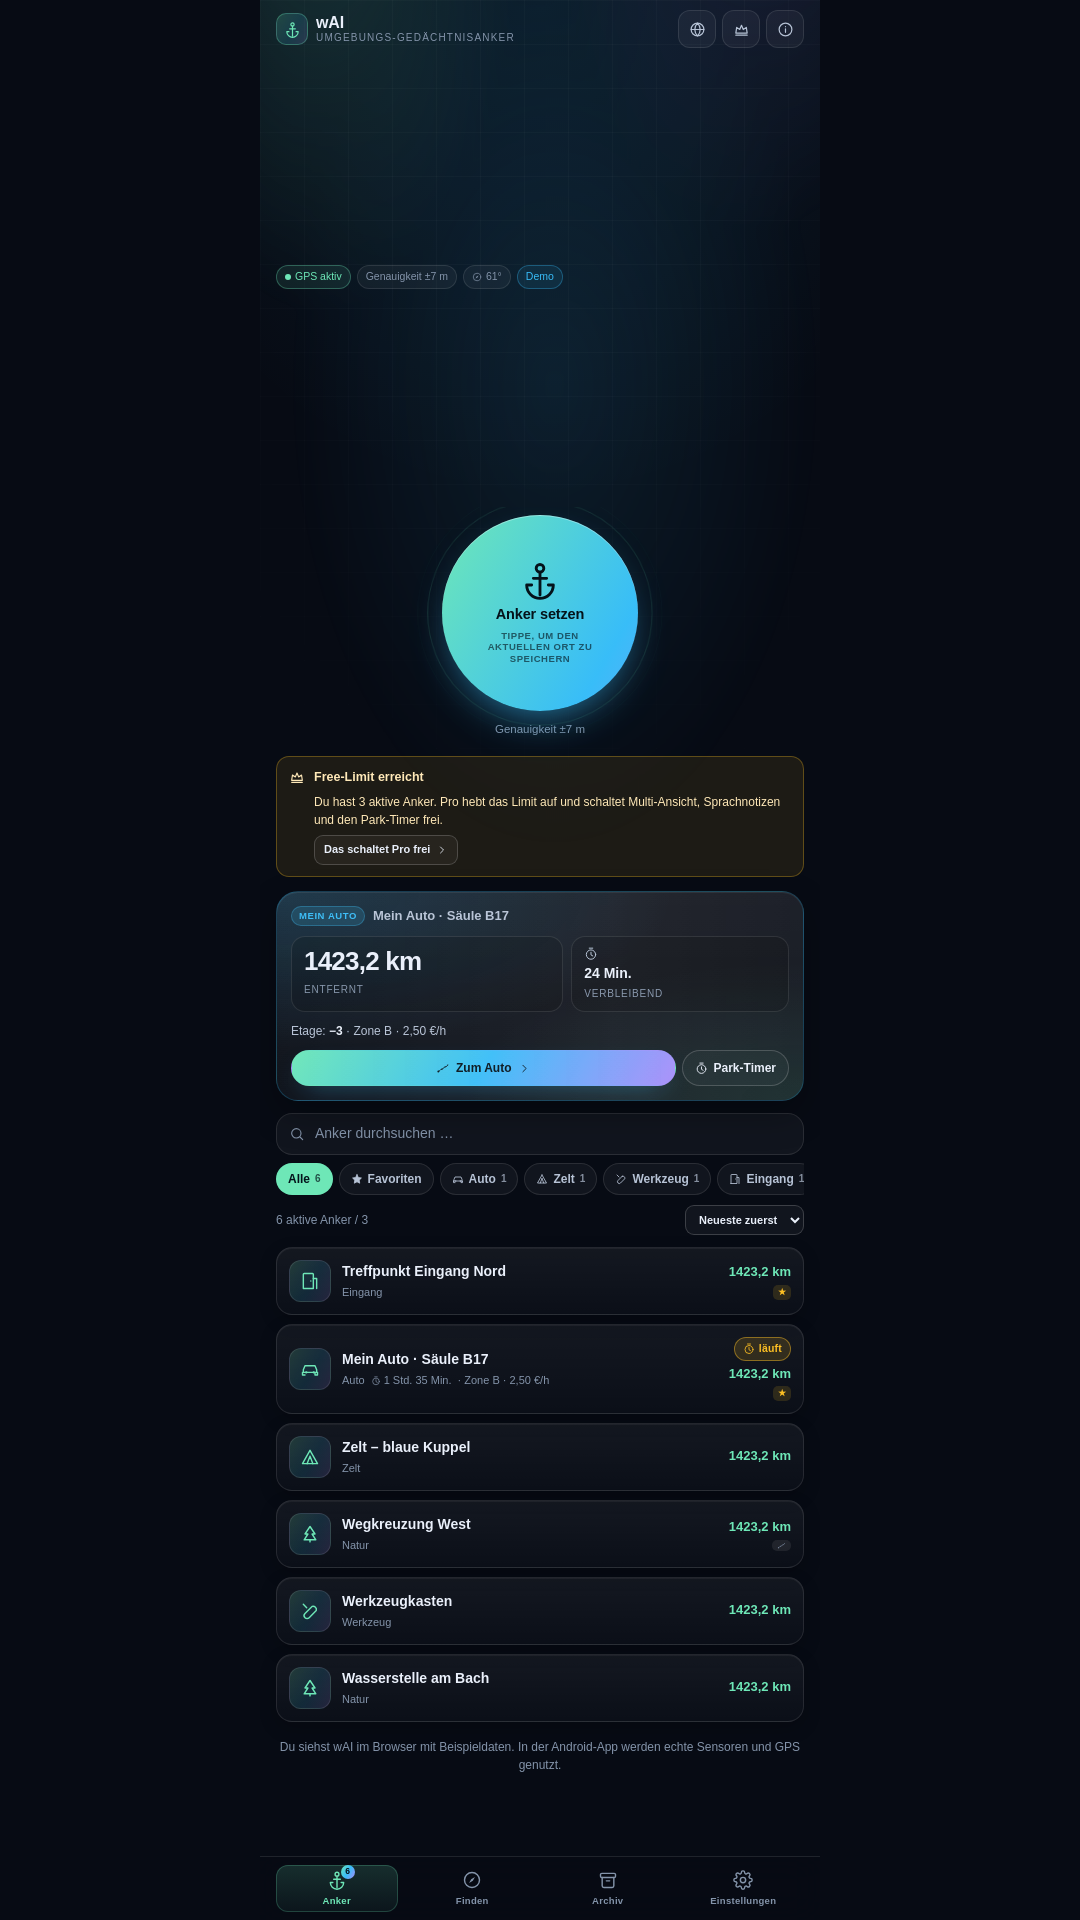 wAI
UMGEBUNGS-GEDÄCHTNISANKER
GPS aktiv
Genauigkeit ±7 m
61°
Demo
Anker setzen
TIPPE, UM DEN
AKTUELLEN ORT ZU
SPEICHERN
Genauigkeit ±7 m
Free-Limit erreicht
Du hast 3 aktive Anker. Pro hebt das Limit auf und schaltet Multi-Ansicht, Sprachnotizen
und den Park-Timer frei.
Das schaltet Pro frei
MEIN AUTO Mein Auto · Säule B17
1423,2 km
ENTFERNT
24 Min.
VERBLEIBEND
Etage: −3 · Zone B · 2,50 €/h
Zum Auto
Park-Timer
Anker durchsuchen …
Alle 6
Favoriten
Auto 1
Zelt 1
Werkzeug 1
Eingang 1
6 aktive Anker / 3
Neueste zuerst
Treffpunkt Eingang Nord
Eingang
1423,2 km
Mein Auto · Säule B17
Auto 1 Std. 35 Min. · Zone B · 2,50 €/h
läuft
1423,2 km
Zelt – blaue Kuppel
Zelt
1423,2 km
Wegkreuzung West
Natur
1423,2 km
Werkzeugkasten
Werkzeug
1423,2 km
Wasserstelle am Bach
Natur
1423,2 km
Du siehst wAI im Browser mit Beispieldaten. In der Android-App werden echte Sensoren und GPS
genutzt.
6
Anker
Finden
Archiv
Einstellungen